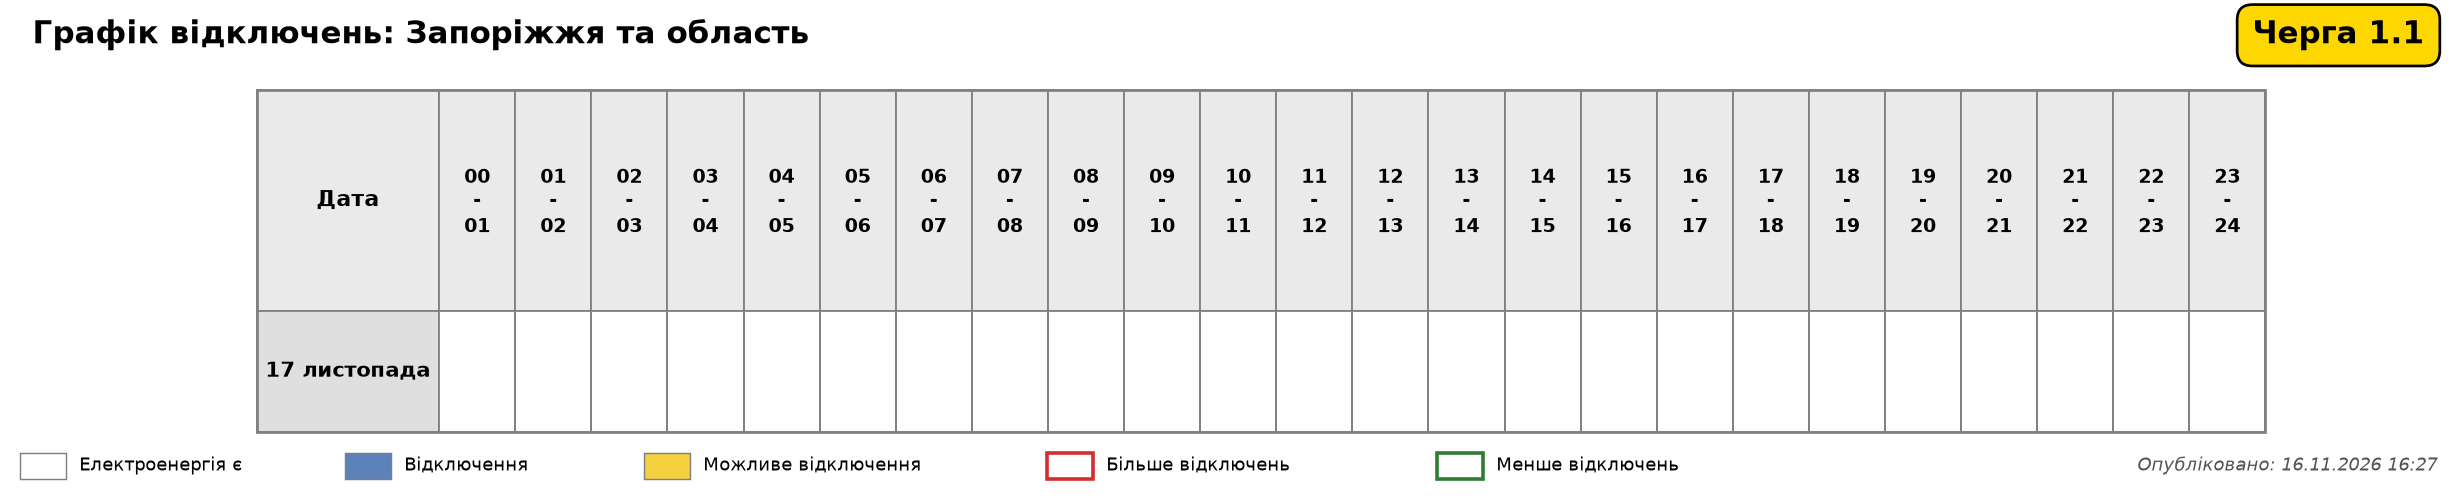 Графік відключень: Запоріжжя та область
Черга 1.1
Дата 00 - 01 01 - 02 02 - 03 03 - 04 04 - 05 05 - 06 06 - 07 07 - 08 08 - 09 09 - 10 10 - 11 11 - 12 12 - 13 13 - 14 14 - 15 15 - 16 16 - 17 17 - 18 18 - 19 19 - 20 20 - 21 21 - 22 22 - 23 23 - 24
17 листопада
Електроенергія є Відключення Можливе відключення Більше відключень Менше відключень
Опубліковано: 16.11.2026 16:27